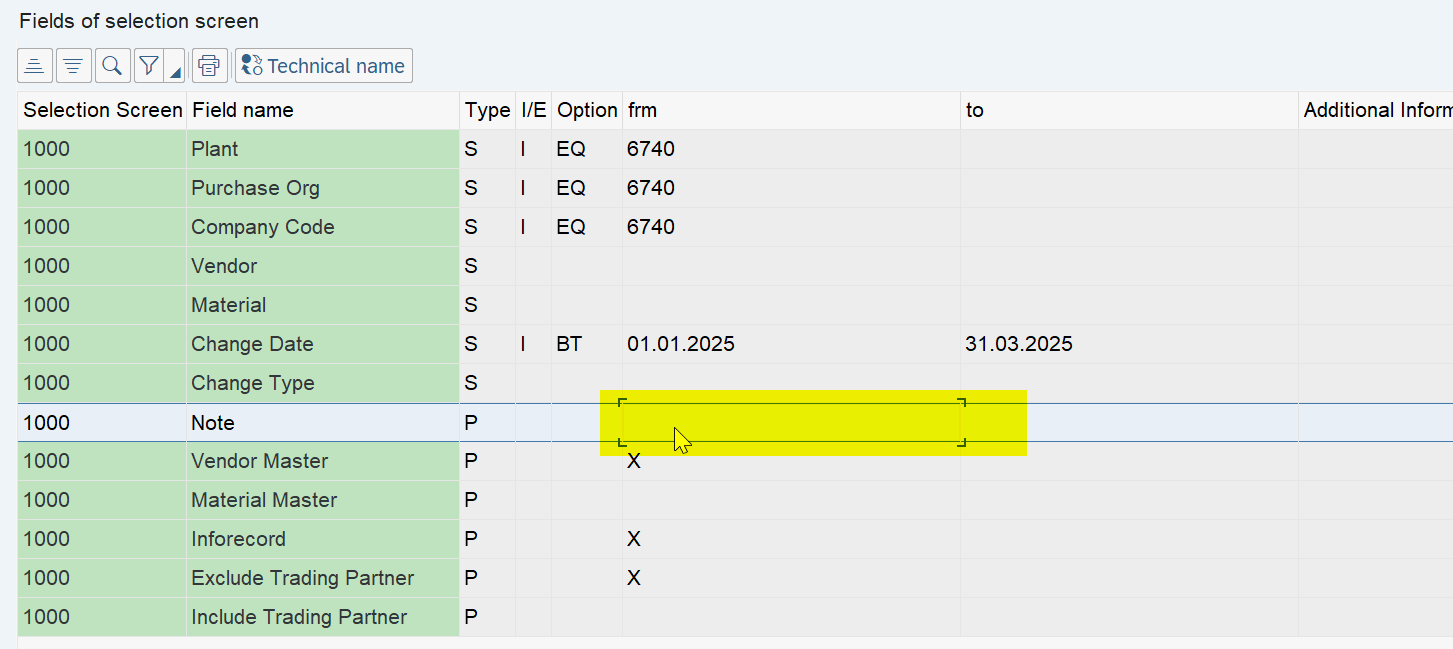 Fields of selection screen
Technical name
Selection Screen Field name Type I/E Option frm to Additional Inform
1000 Plant S I EQ 6740
1000 Purchase Org S I EQ 6740
1000 Company Code S I EQ 6740
1000 Vendor S
1000 Material S
1000 Change Date S I BT 01.01.2025 31.03.2025
1000 Change Type S
1000 Note P
1000 Vendor Master P X
1000 Material Master P
1000 Inforecord P X
1000 Exclude Trading Partner P X
1000 Include Trading Partner P